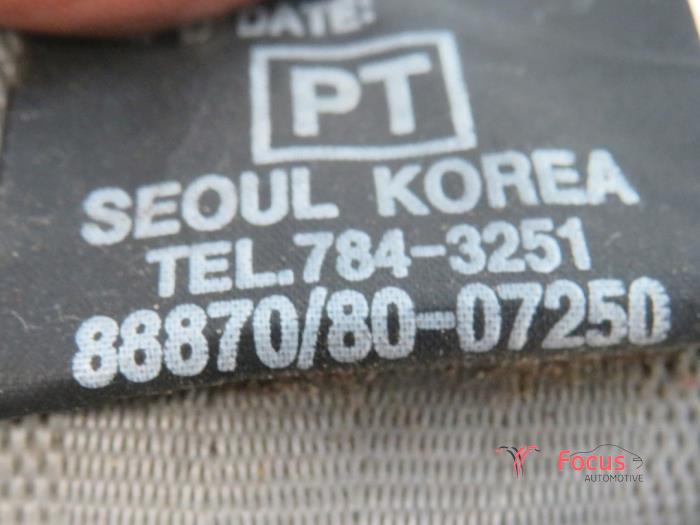 DATE:
PT
SEOUL KOREA
TEL.784-3251
88870/80-07250
Focus
AUTOMOTIVE